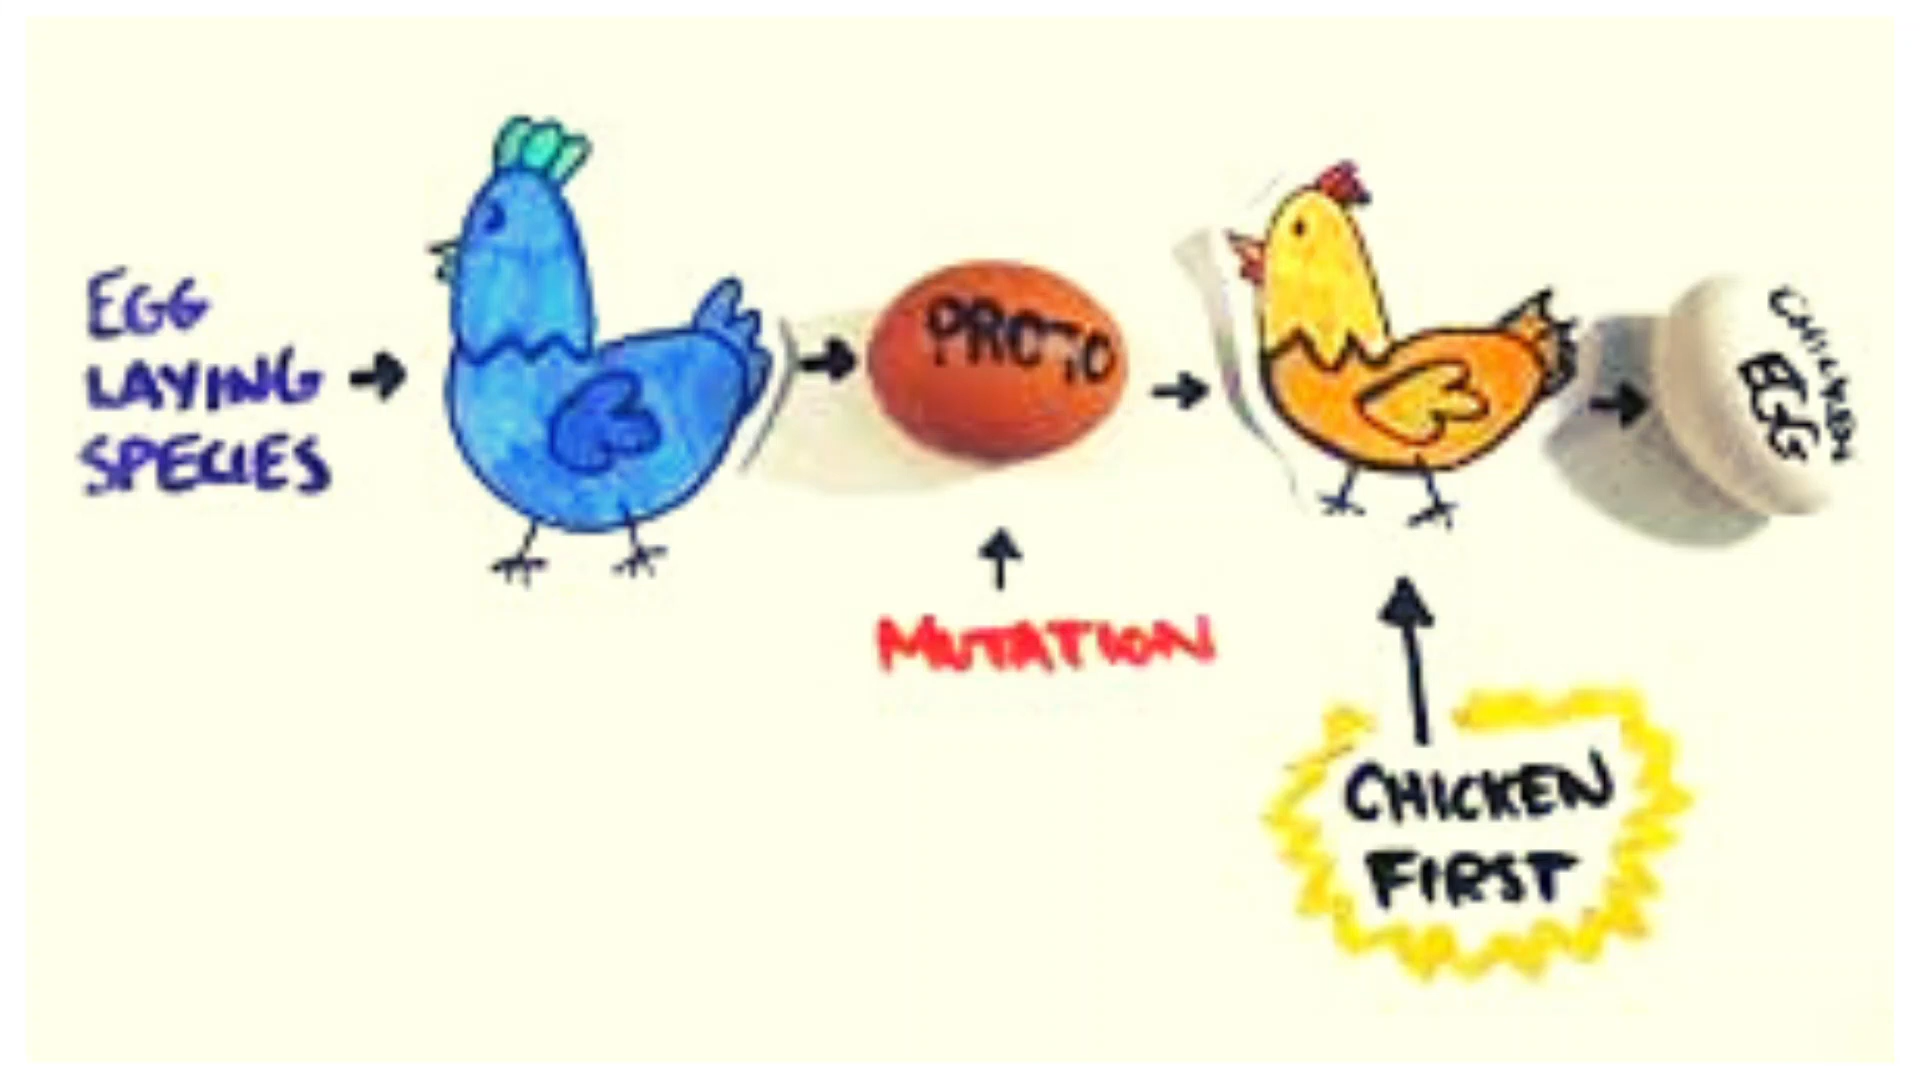 EGG
LAYING
SPECIES
PROTO
CHICKEN
EGG
MUTATION
CHICKEN
FIRST